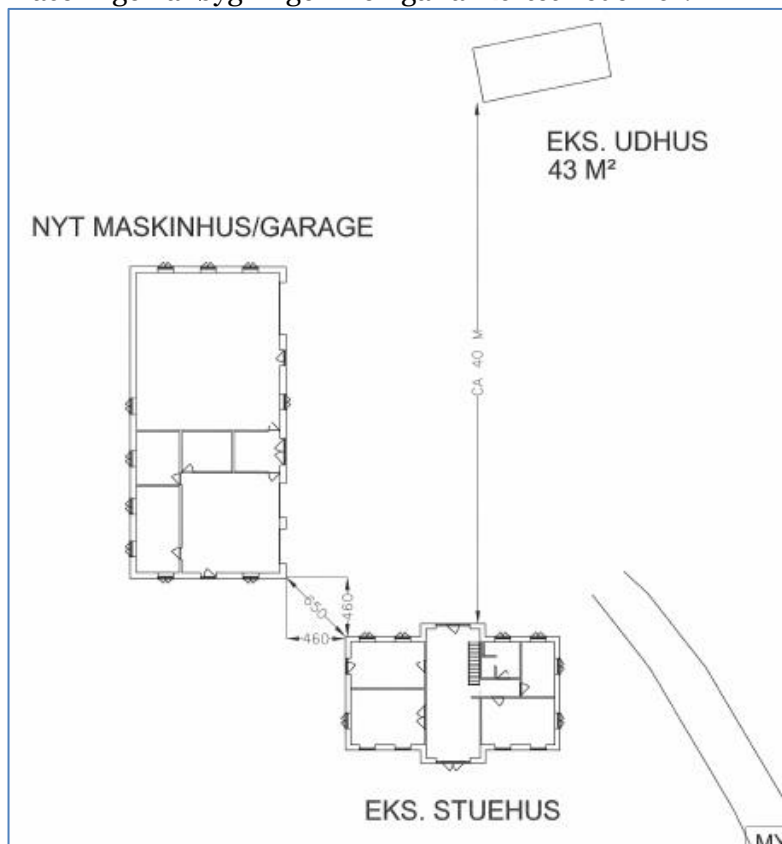 EKS. UDHUS
43 M²
NYT MASKINHUS/GARAGE
CA 40 M
650
460
460
EKS. STUEHUS